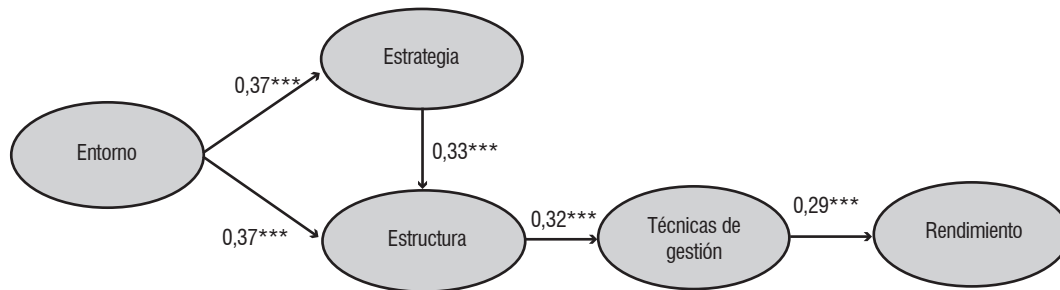 Estrategia
0,37***
Entorno
0,33***
0,37***
Estructura
0,32***
Técnicas de
gestión
0,29***
Rendimiento